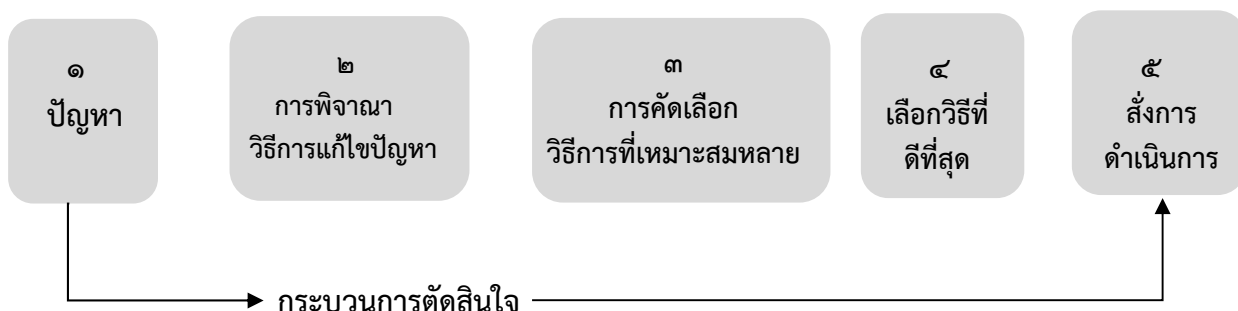 ๑
ปัญหา
๒
การพิจาณา
วิธีการแก้ไขปัญหา
๓
การคัดเลือก
วิธีการที่เหมาะสมหลาย
๔
เลือกวิธีที่
ดีที่สุด
๕
สั่งการ
ดำเนินการ
กระบวนการตัดสินใจ